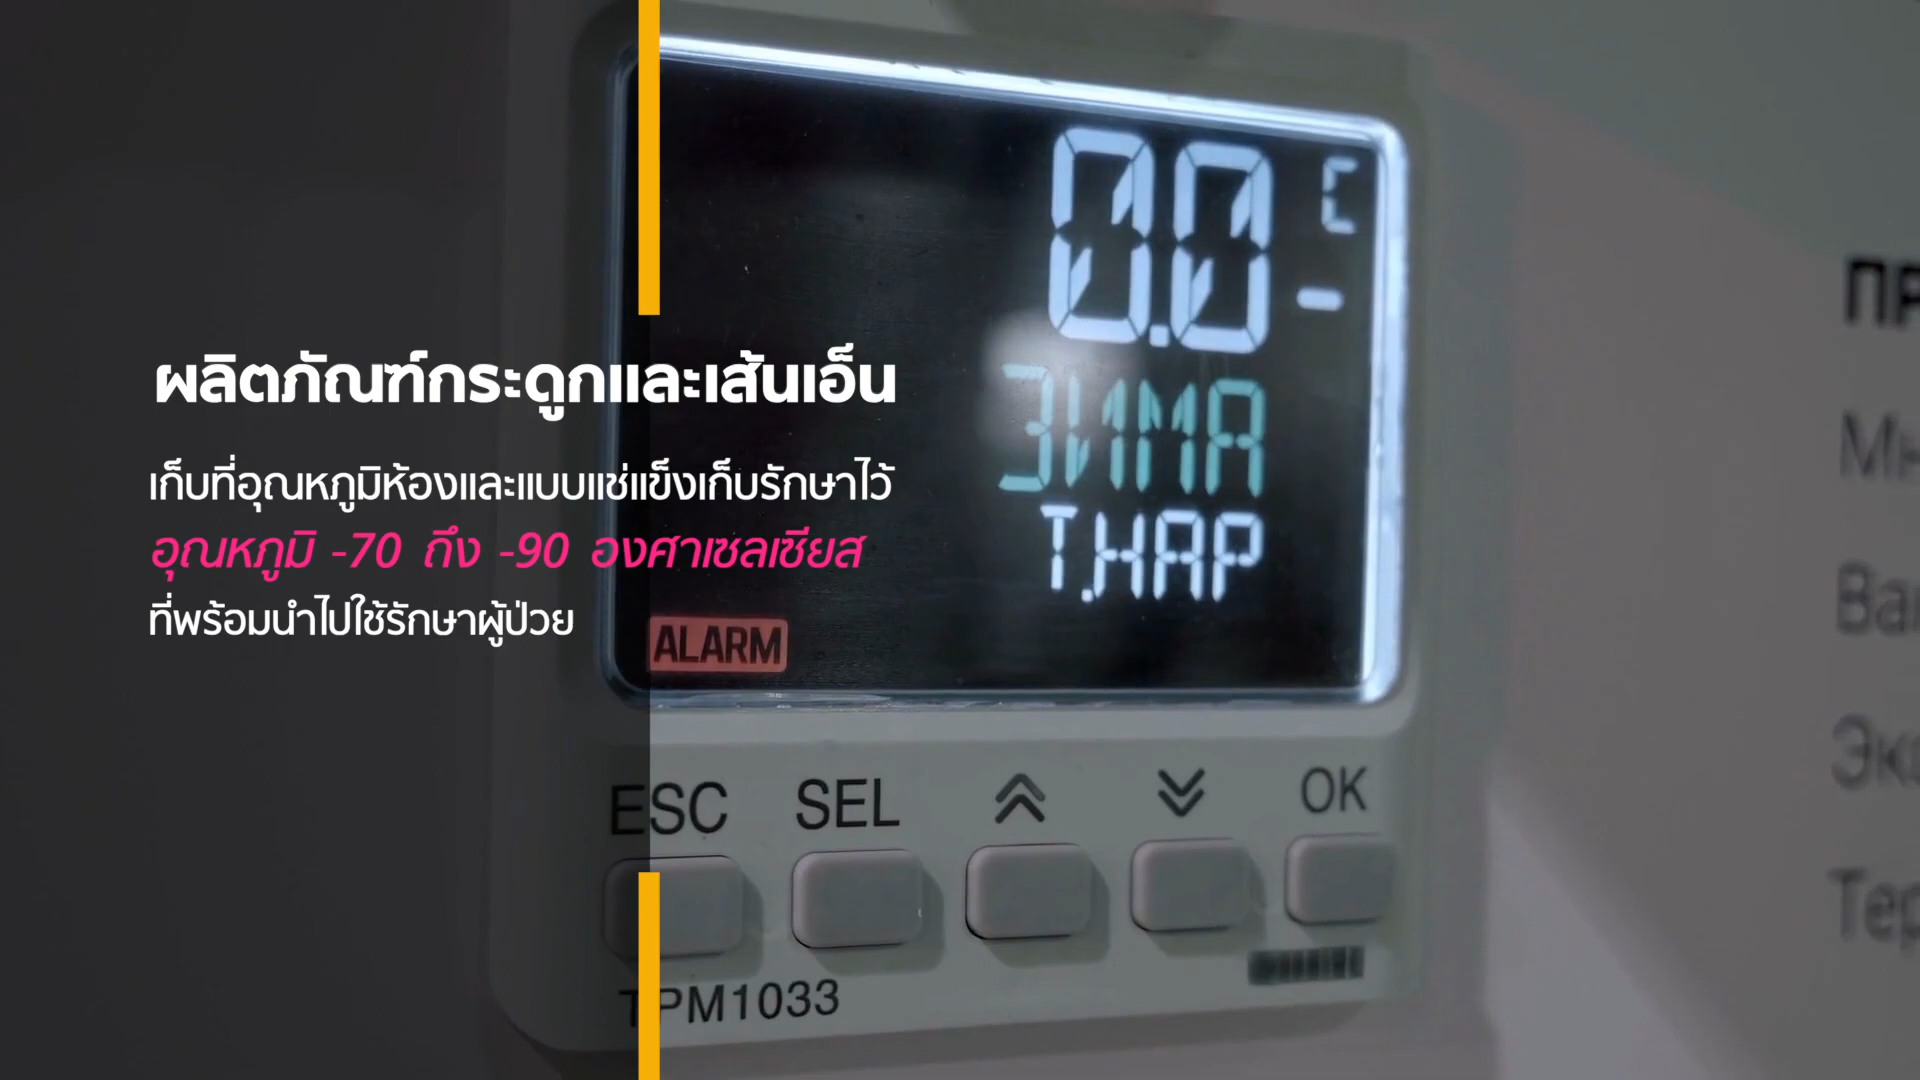 ผลิตภัณฑ์กระดูกและเส้นเอ็น
เก็บที่อุณหภูมิห้องและแบบแช่แข็งเก็บรักษาไว้
อุณหภูมิ -70 ถึง -90 องศาเซลเซียส
ที่พร้อมนำไปใช้รักษาผู้ป่วย
0.0 C
ЗИМА
Т.НАР
ALARM
ESC SEL OK
TPM1033